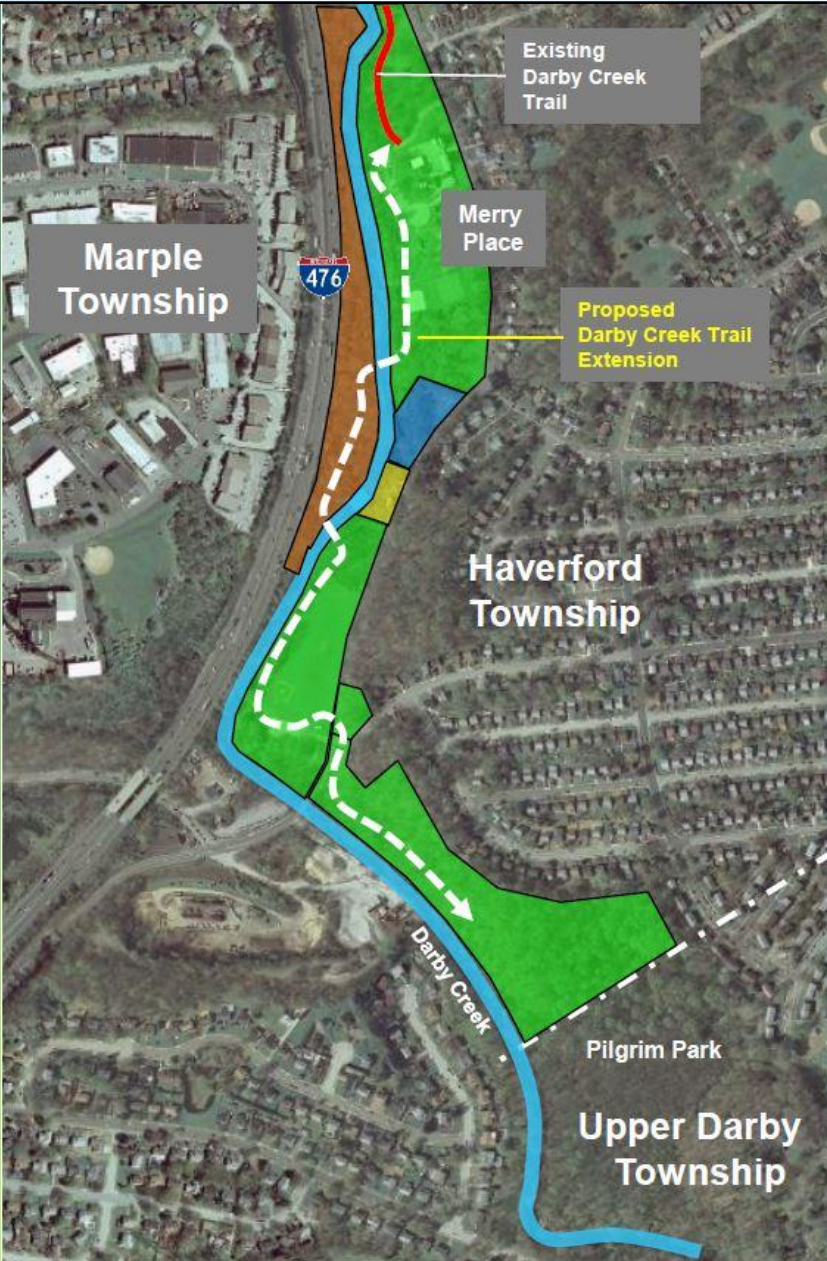 Existing
Darby Creek
Trail
Merry
Place
Marple
Township
476
Proposed
Darby Creek Trail
Extension
Haverford
Township
Darby Creek
Pilgrim Park
Upper Darby
Township